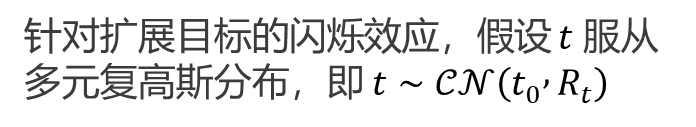 针对扩展目标的闪烁效应，假设 t 服从
多元复高斯分布，即 t ~ 𝒞𝒩(t₀, Rₜ)